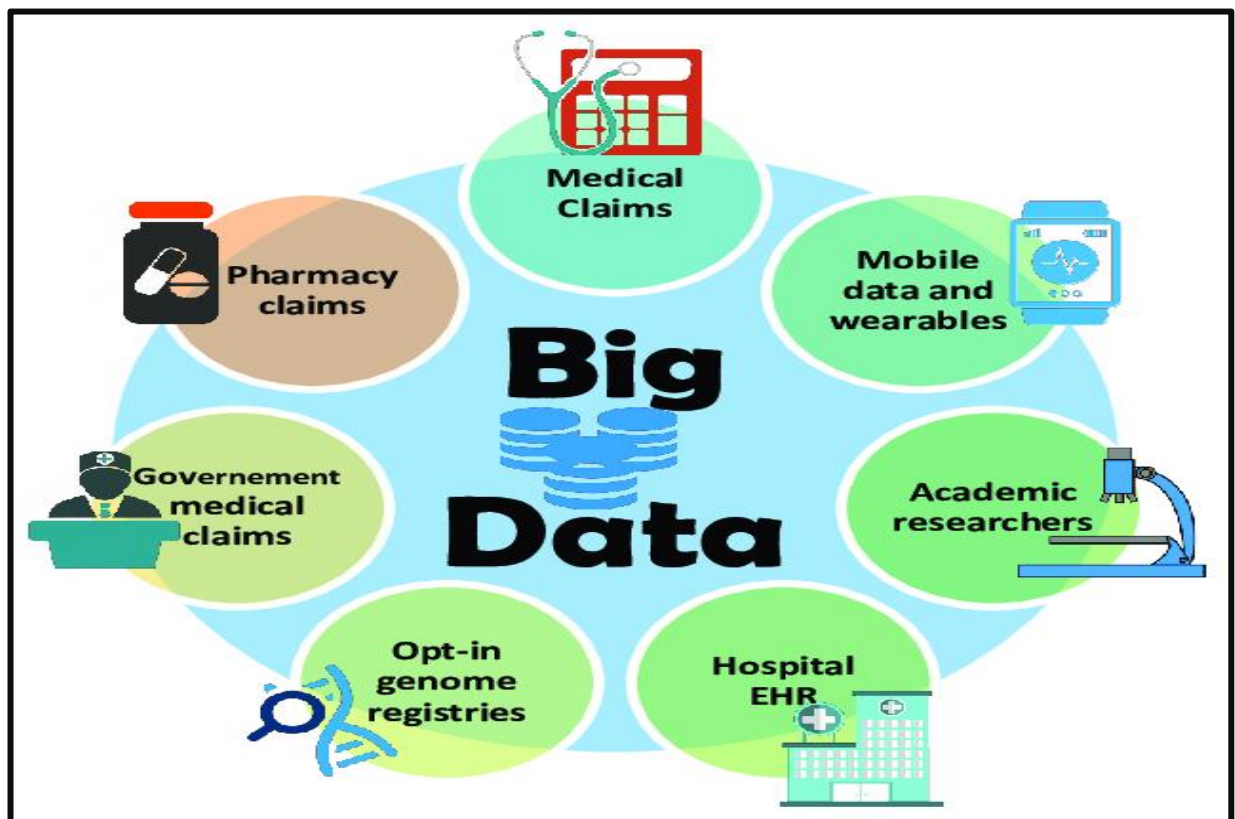 Medical
Claims
Mobile
data and
wearables
Academic
researchers
Hospital
EHR
Opt-in
genome
registries
Governement
medical
claims
Pharmacy
claims
Big
Data